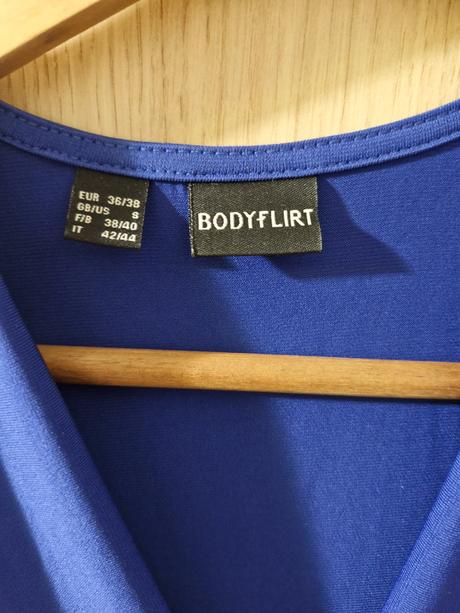 EUR 36/38
GB/US S
F/B 38/40
IT 42/44
BODYFLIRT